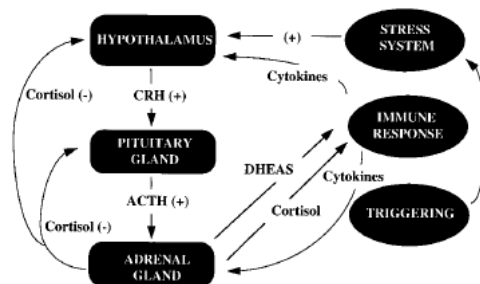 HYPOTHALAMUS
(+)
STRESS
SYSTEM
Cytokines
Cortisol (-)
CRH (+)
IMMUNE
RESPONSE
PITUITARY
GLAND
DHEAS
Cytokines
ACTH (+)
Cortisol
TRIGGERING
Cortisol (-)
ADRENAL
GLAND